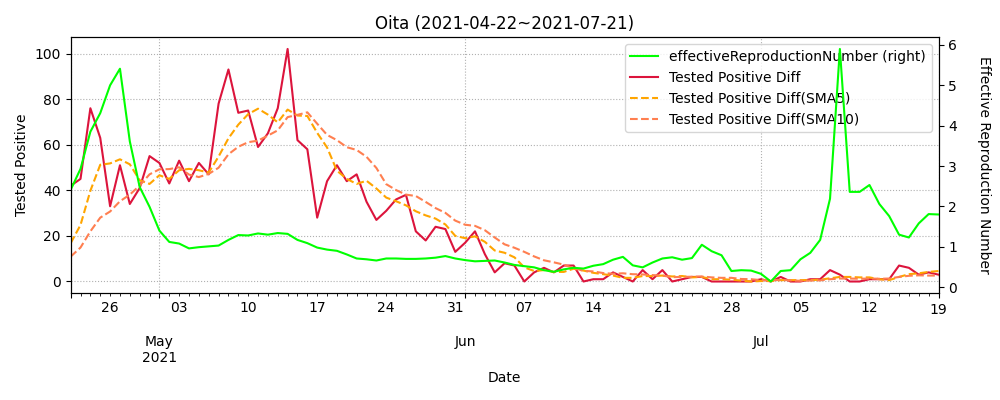 Oita (2021-04-22~2021-07-21)
effectiveReproductionNumber (right)
Tested Positive Diff
Tested Positive Diff(SMA5)
Tested Positive Diff(SMA10)
Tested Positive
100
80
60
40
20
0
Effective Reproduction Number
6
5
4
3
2
1
0
26 03 10 17 24 31 07 14 21 28 05 12 19
May Jun Jul
2021
Date